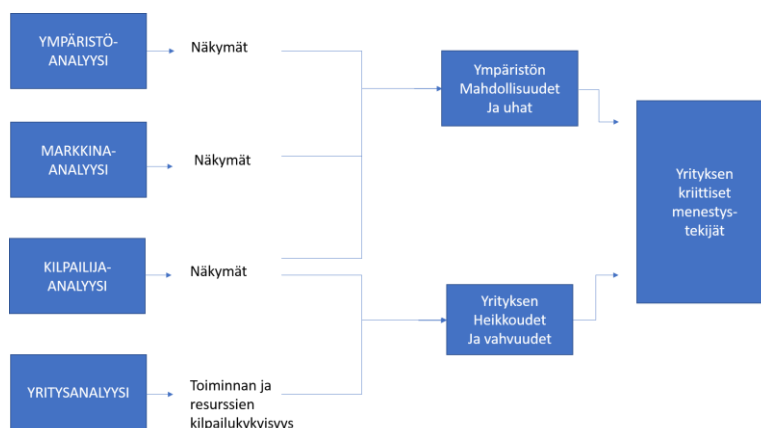 YMPÄRISTÖ-
ANALYYSI
Näkymät
MARKKINA-
ANALYYSI
Näkymät
KILPAILIJA-
ANALYYSI
Näkymät
YRITYSANALYYSI
Toiminnan ja
resurssien
kilpailukykyisyys
Ympäristön
Mahdollisuudet
Ja uhat
Yrityksen
Heikkoudet
Ja vahvuudet
Yrityksen
kriittiset
menestys-
tekijät